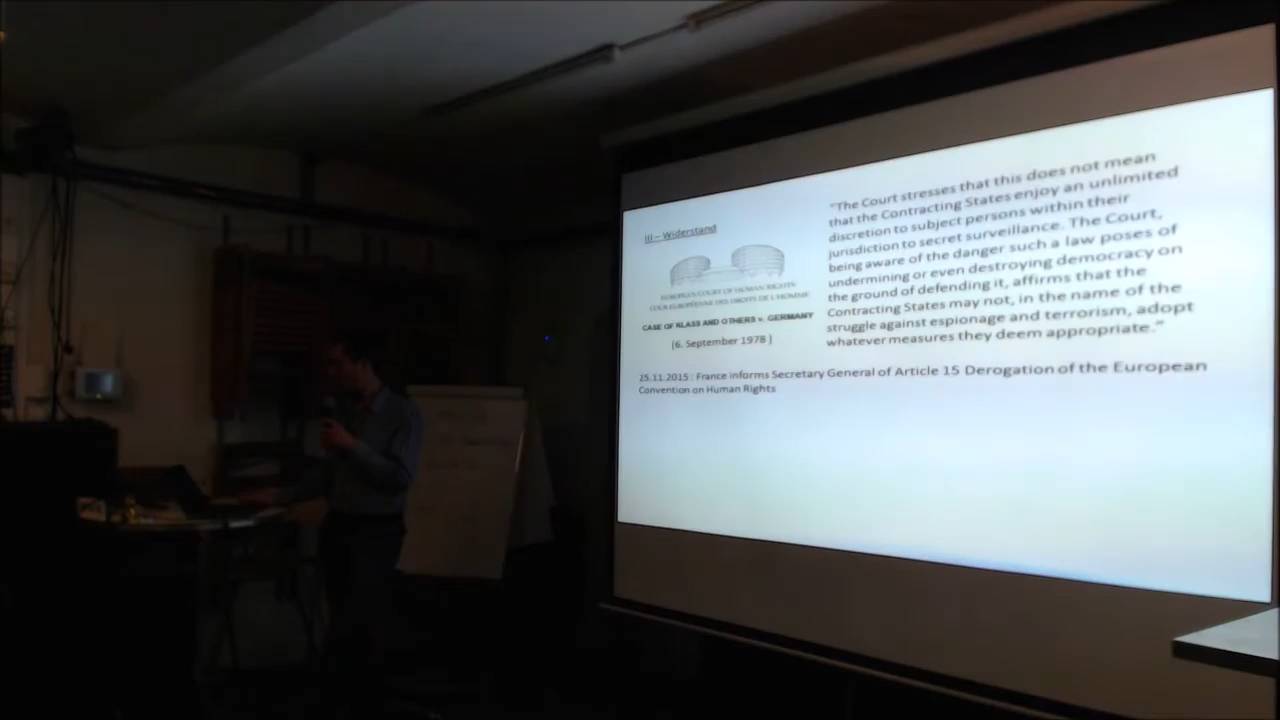 III – Widerstand
EUROPEAN COURT OF HUMAN RIGHTS
COUR EUROPÉENNE DES DROITS DE L'HOMME
CASE OF KLASS AND OTHERS v. GERMANY
(6. September 1978 )
"The Court stresses that this does not mean
that the Contracting States enjoy an unlimited
discretion to subject persons within their
jurisdiction to secret surveillance. The Court,
being aware of the danger such a law poses of
undermining or even destroying democracy on
the ground of defending it, affirms that the
Contracting States may not, in the name of the
struggle against espionage and terrorism, adopt
whatever measures they deem appropriate."
25.11.2015 : France informs Secretary General of Article 15 Derogation of the European
Convention on Human Rights